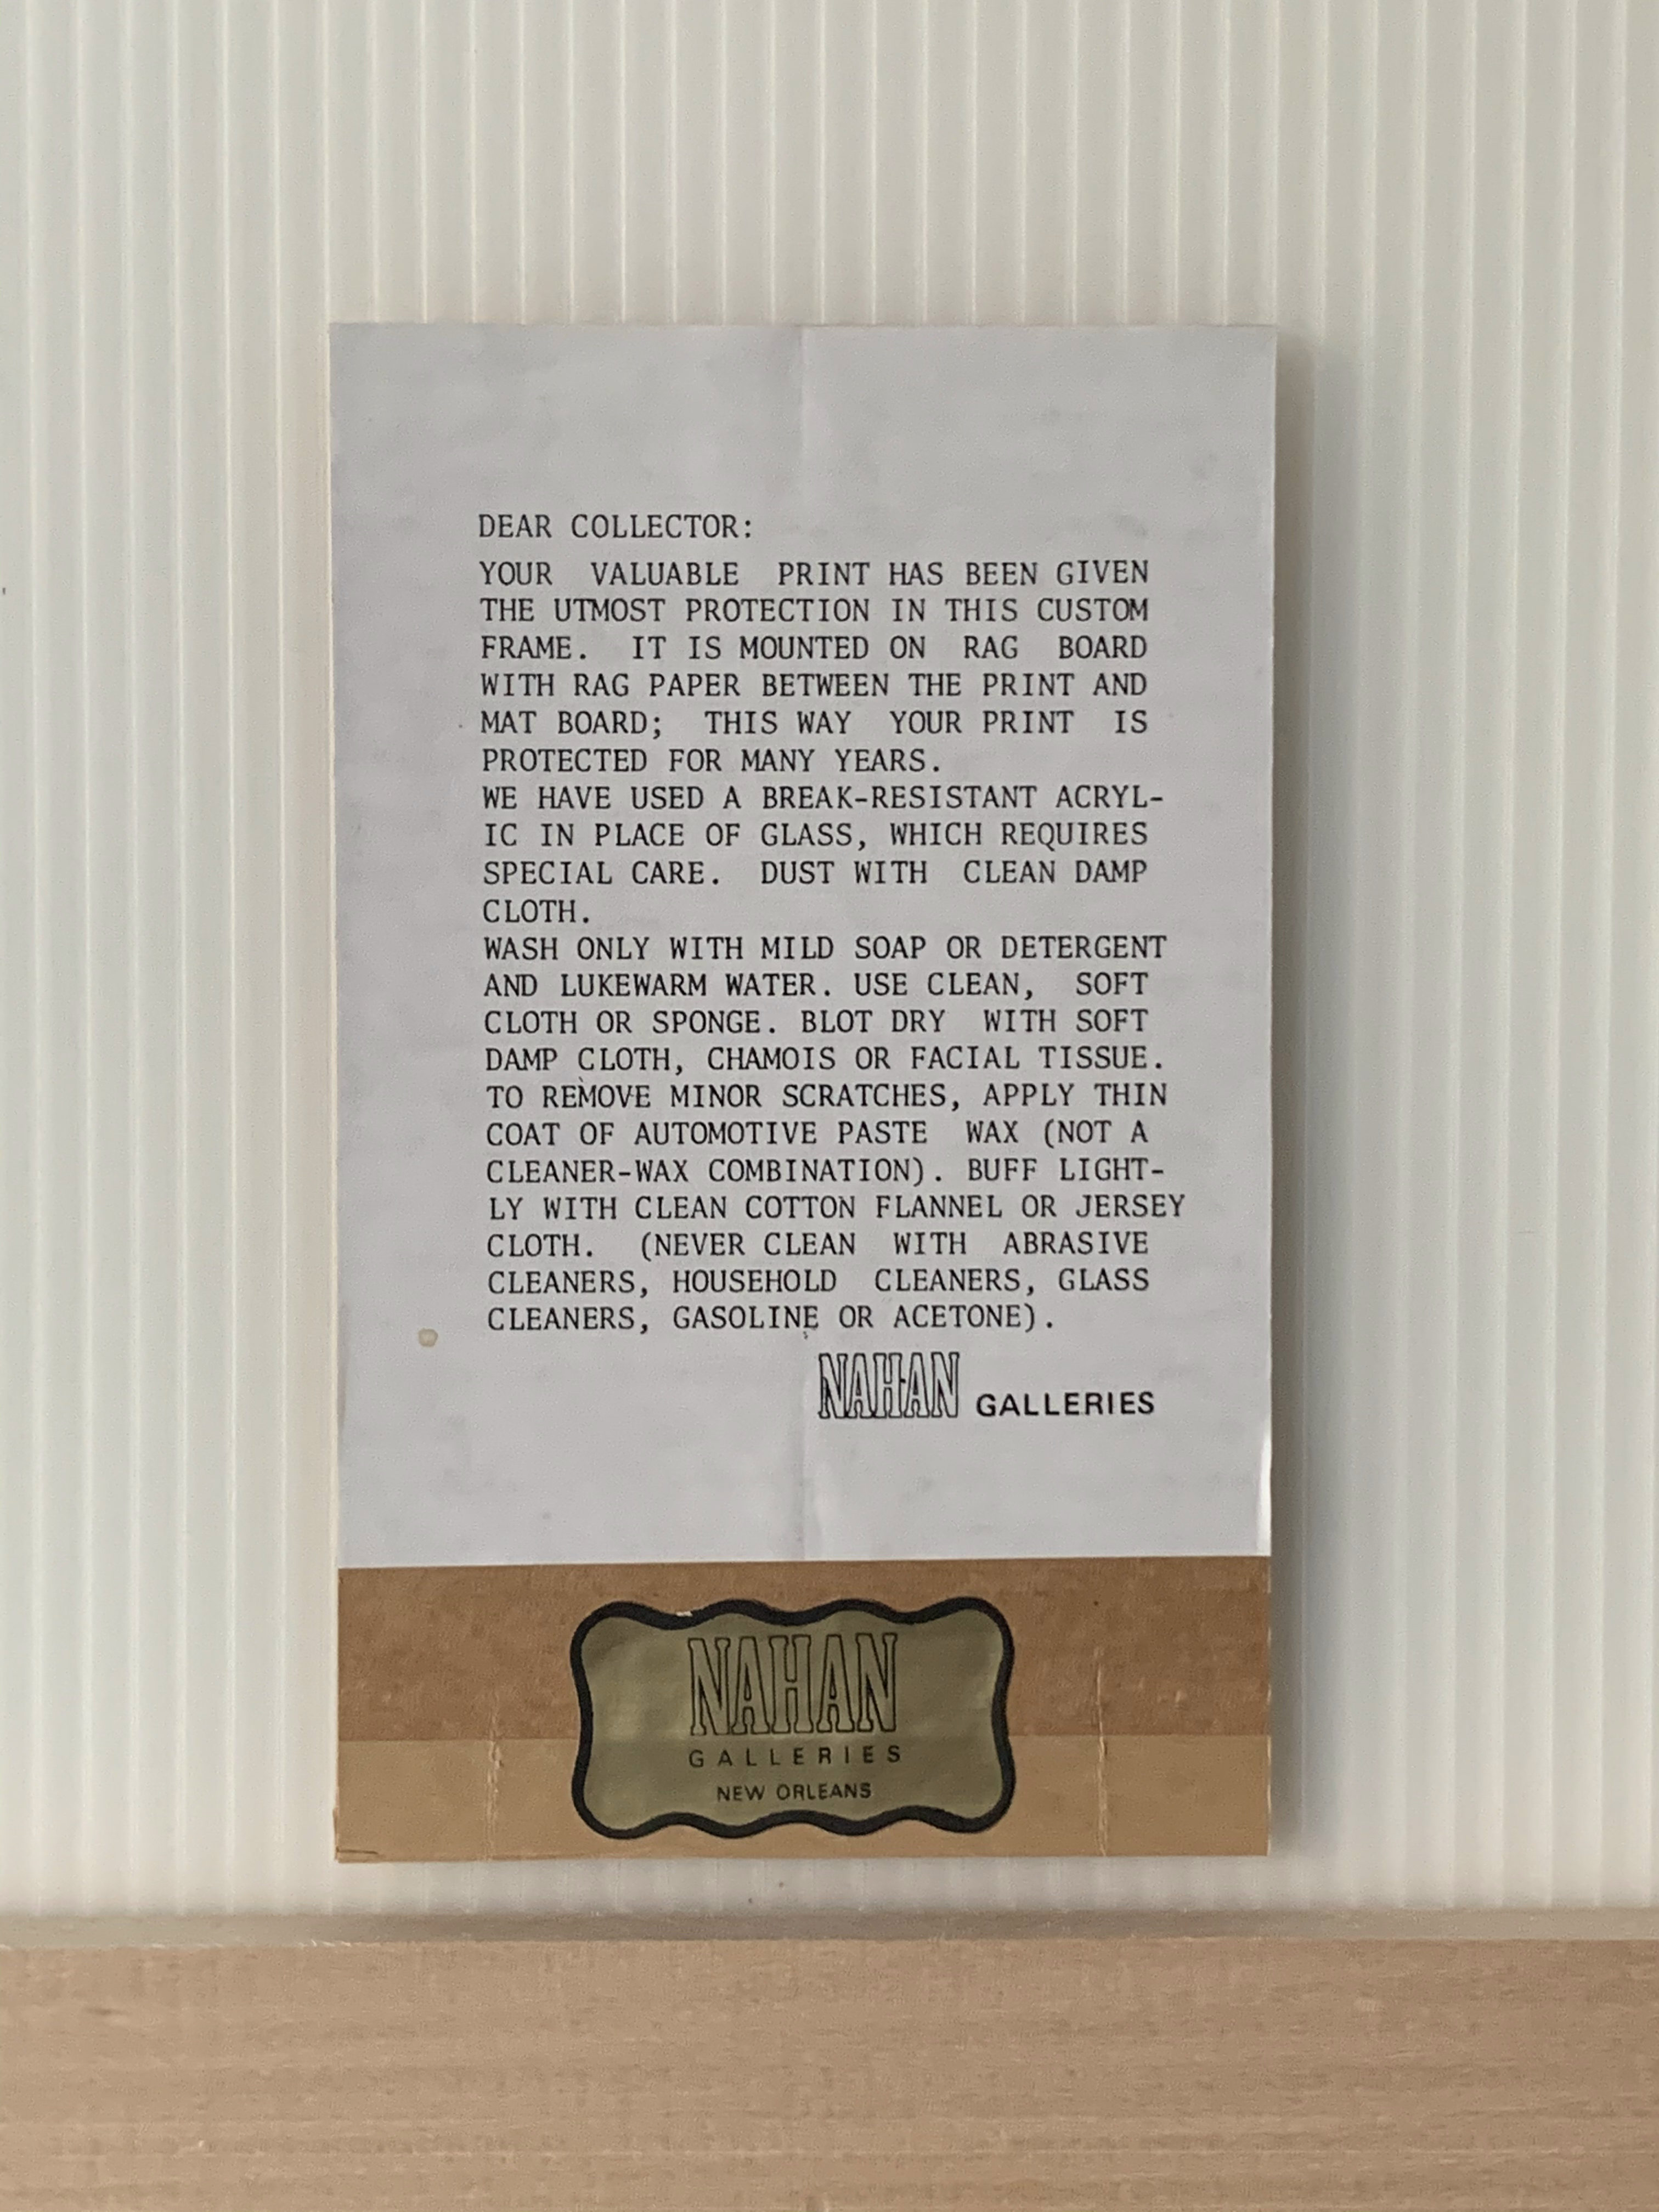 DEAR COLLECTOR:
YOUR VALUABLE PRINT HAS BEEN GIVEN
THE UTMOST PROTECTION IN THIS CUSTOM
FRAME. IT IS MOUNTED ON RAG BOARD
WITH RAG PAPER BETWEEN THE PRINT AND
MAT BOARD; THIS WAY YOUR PRINT IS
PROTECTED FOR MANY YEARS.
WE HAVE USED A BREAK-RESISTANT ACRYL-
IC IN PLACE OF GLASS, WHICH REQUIRES
SPECIAL CARE. DUST WITH CLEAN DAMP
CLOTH.
WASH ONLY WITH MILD SOAP OR DETERGENT
AND LUKEWARM WATER. USE CLEAN, SOFT
CLOTH OR SPONGE. BLOT DRY WITH SOFT
DAMP CLOTH, CHAMOIS OR FACIAL TISSUE.
TO REMOVE MINOR SCRATCHES, APPLY THIN
COAT OF AUTOMOTIVE PASTE WAX (NOT A
CLEANER-WAX COMBINATION). BUFF LIGHT-
LY WITH CLEAN COTTON FLANNEL OR JERSEY
CLOTH. (NEVER CLEAN WITH ABRASIVE
CLEANERS, HOUSEHOLD CLEANERS, GLASS
CLEANERS, GASOLINE OR ACETONE).
NAHAN GALLERIES
NAHAN
GALLERIES
NEW ORLEANS